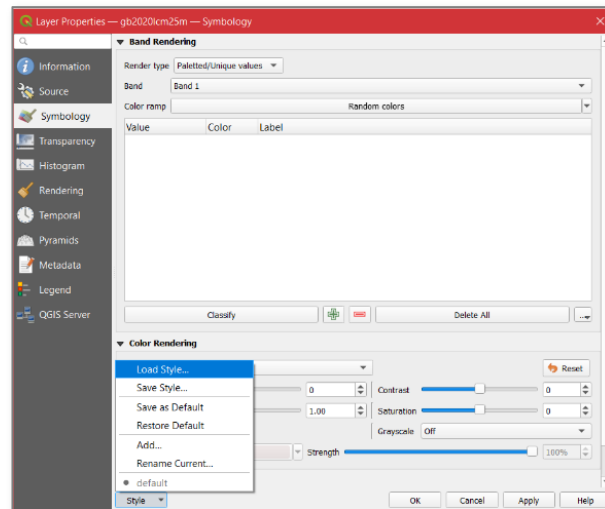 Layer Properties — gb2020lcm25m — Symbology
Information
Source
Symbology
Transparency
Histogram
Rendering
Temporal
Pyramids
Metadata
Legend
QGIS Server
▼ Band Rendering
Render type Paletted/Unique values
Band Band 1
Color ramp Random colors
Value Color Label
Classify Delete All ...
▼ Color Rendering
Reset
0 Contrast 0
1.00 Saturation 0
Grayscale Off
Strength 100%
Load Style...
Save Style...
Save as Default
Restore Default
Add...
Rename Current...
default
Style OK Cancel Apply Help